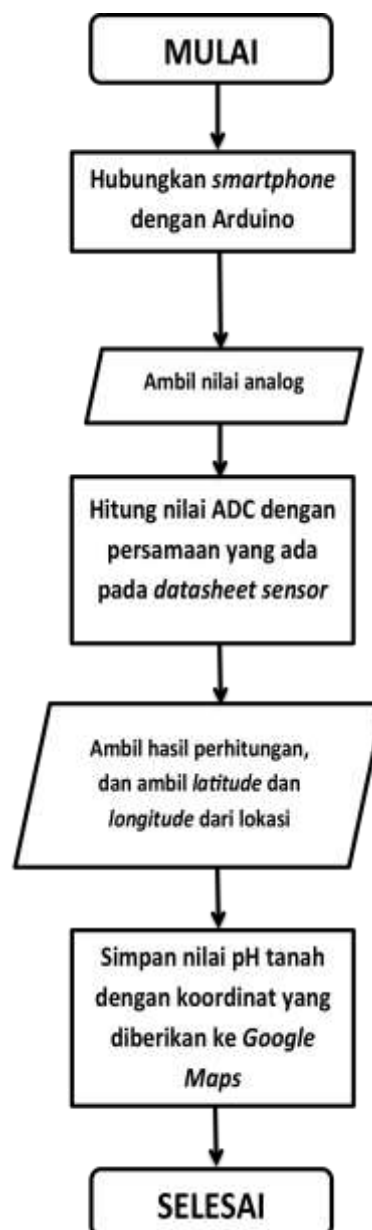 MULAI
Hubungkan smartphone
dengan Arduino
Ambil nilai analog
Hitung nilai ADC dengan
persamaan yang ada
pada datasheet sensor
Ambil hasil perhitungan,
dan ambil latitude dan
longitude dari lokasi
Simpan nilai pH tanah
dengan koordinat yang
diberikan ke Google
Maps
SELESAI